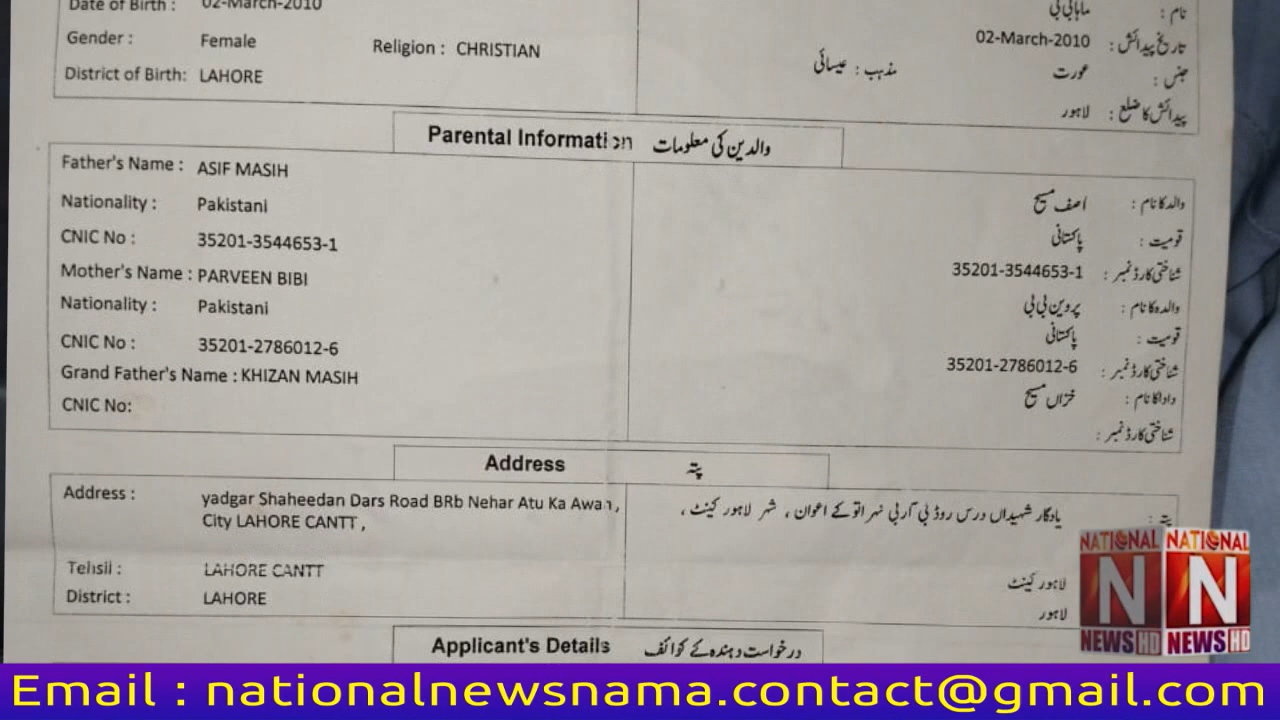 Date of Birth : 02-March-2010
Gender : Female Religion : CHRISTIAN
District of Birth: LAHORE
نام : ماہا بی بی
تاریخ پیدائش : 02-March-2010
جنس : عورت مذہب : عیسائی
پیدائش کا ضلع : لاہور
Parental Information والدین کی معلومات
Father's Name : ASIF MASIH
Nationality : Pakistani
CNIC No : 35201-3544653-1
Mother's Name : PARVEEN BIBI
Nationality : Pakistani
CNIC No : 35201-2786012-6
Grand Father's Name : KHIZAN MASIH
CNIC No:
والد کا نام : آصف مسیح
قومیت : پاکستانی
شناختی کارڈ نمبر : 35201-3544653-1
والدہ کا نام : پروین بی بی
قومیت : پاکستانی
شناختی کارڈ نمبر : 35201-2786012-6
دادا کا نام : خزاں مسیح
شناختی کارڈ نمبر :
Address پتہ
Address : yadgar Shaheedan Dars Road BRb Nehar Atu Ka Awan,
City LAHORE CANTT ,
Tehsil : LAHORE CANTT
District : LAHORE
پتہ : یادگار شہیداں درس روڈ بی آر بی نہر اتو کے اعوان ، شہر لاہور کینٹ ،
لاہور کینٹ
لاہور
Applicant's Details درخواست دہندہ کے کوائف
NATIONAL NATIONAL
N N
NEWS HD NEWS HD
Email : nationalnewsnama.contact@gmail.com